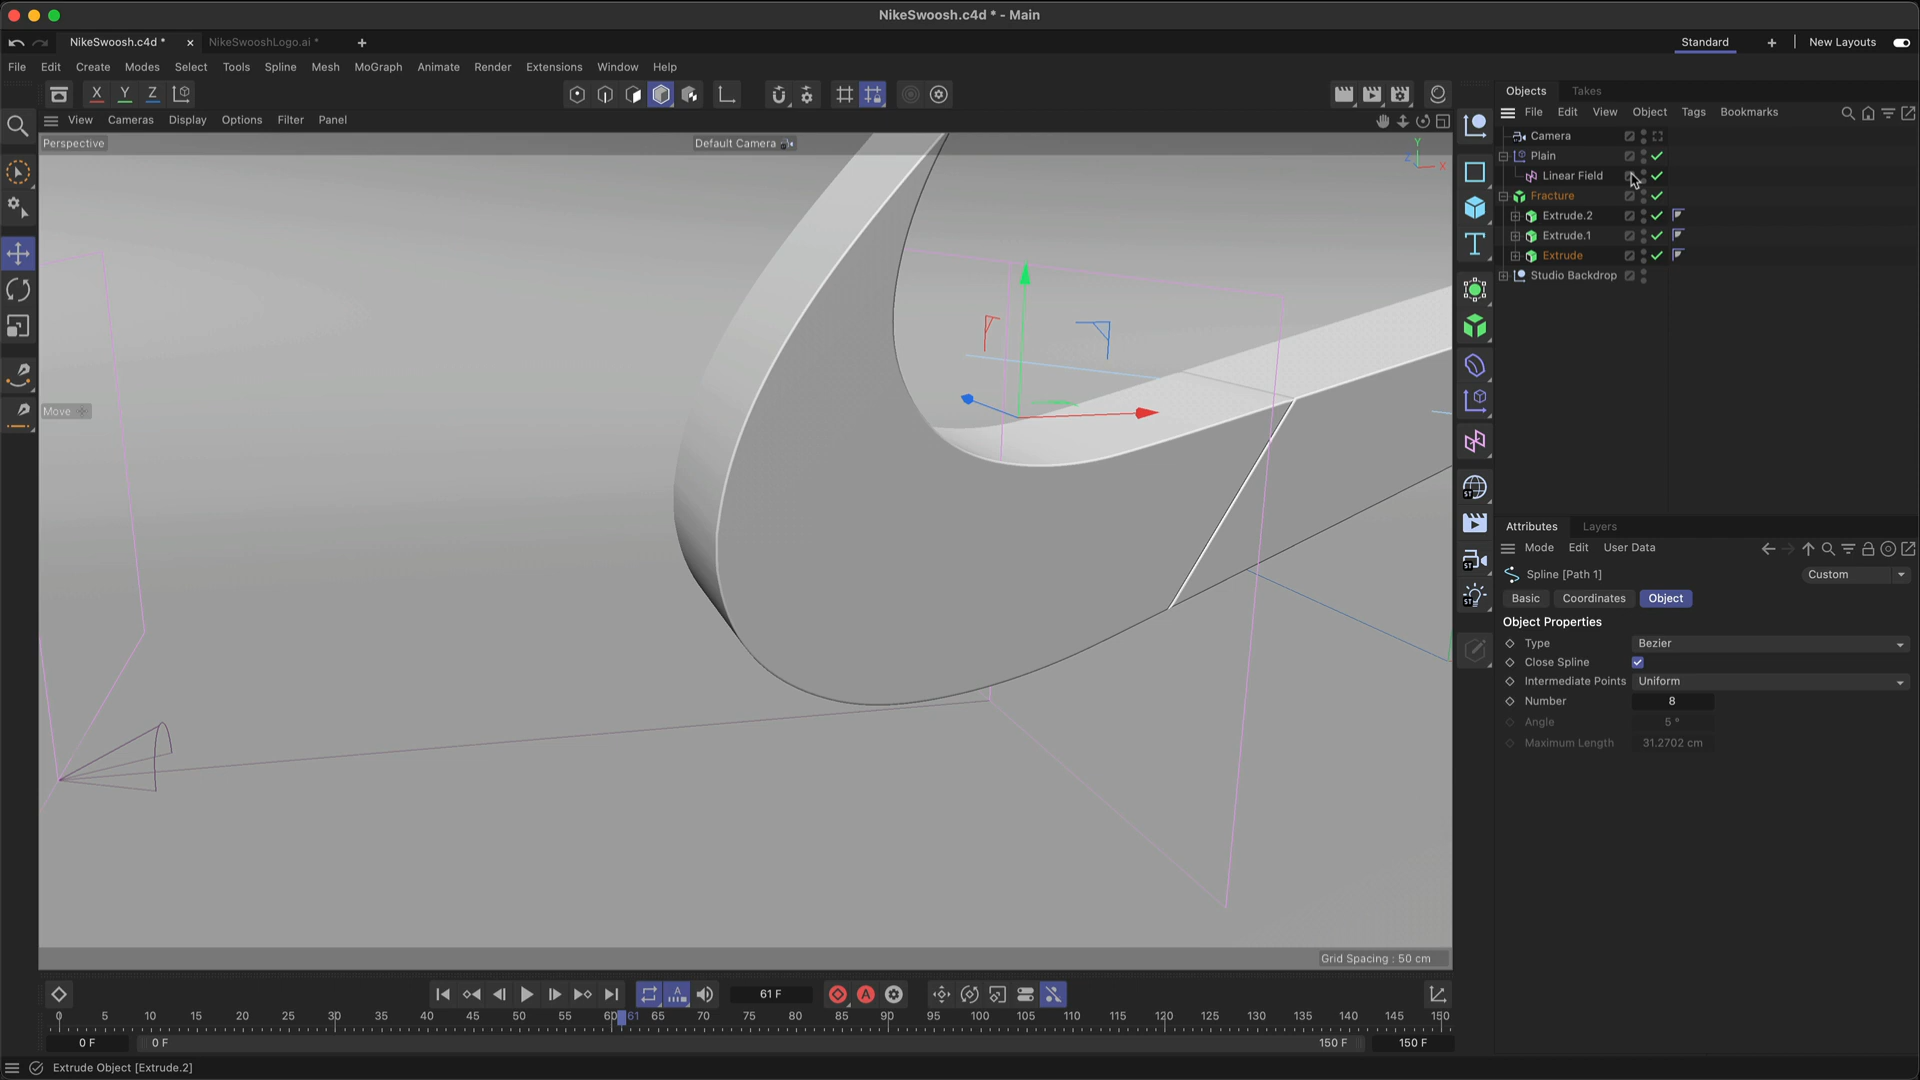 NikeSwoosh.c4d * - Main
NikeSwoosh.c4d *
NikeSwooshLogo.ai *
Standard
New Layouts
File Edit Create Modes Select Tools Spline Mesh MoGraph Animate Render Extensions Window Help
X Y Z
View Cameras Display Options Filter Panel
Perspective
Default Camera
Y
Z
X
Move
Grid Spacing : 50 cm
Objects Takes
File Edit View Object Tags Bookmarks
Camera
Plain
Linear Field
Fracture
Extrude.2
Extrude.1
Extrude
Studio Backdrop
ST
ST
ST
Attributes Layers
Mode Edit User Data
Spline [Path 1]
Custom
Basic Coordinates Object
Object Properties
Type Bezier
Close Spline
Intermediate Points Uniform
Number 8
Angle 5 °
Maximum Length 31.2702 cm
61 F
A
A
0 5 10 15 20 25 30 35 40 45 50 55 60 61 65 70 75 80 85 90 95 100 105 110 115 120 125 130 135 140 145 150
0 F 0 F 150 F 150 F
Extrude Object [Extrude.2]